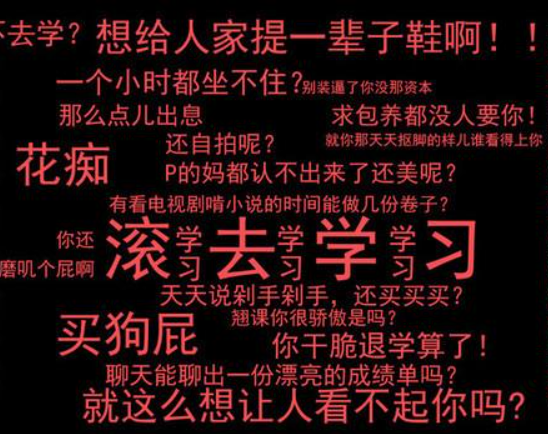 不去学？想给人家提一辈子鞋啊！！
一个小时都坐不住？别装逼了你没那资本
那么点儿出息 求包养都没人要你！
还自拍呢？ 就你那天天抠脚的样儿谁看得上你
花痴 P的妈都认不出来了还美呢？
有看电视剧啃小说的时间能做几份卷子？
你还
磨叽个屁啊
滚学习去学习学学习习
天天说剁手剁手，还买买买？
买狗屁 翘课你很骄傲是吗？
你干脆退学算了！
聊天能聊出一份漂亮的成绩单吗？
就这么想让人看不起你吗？